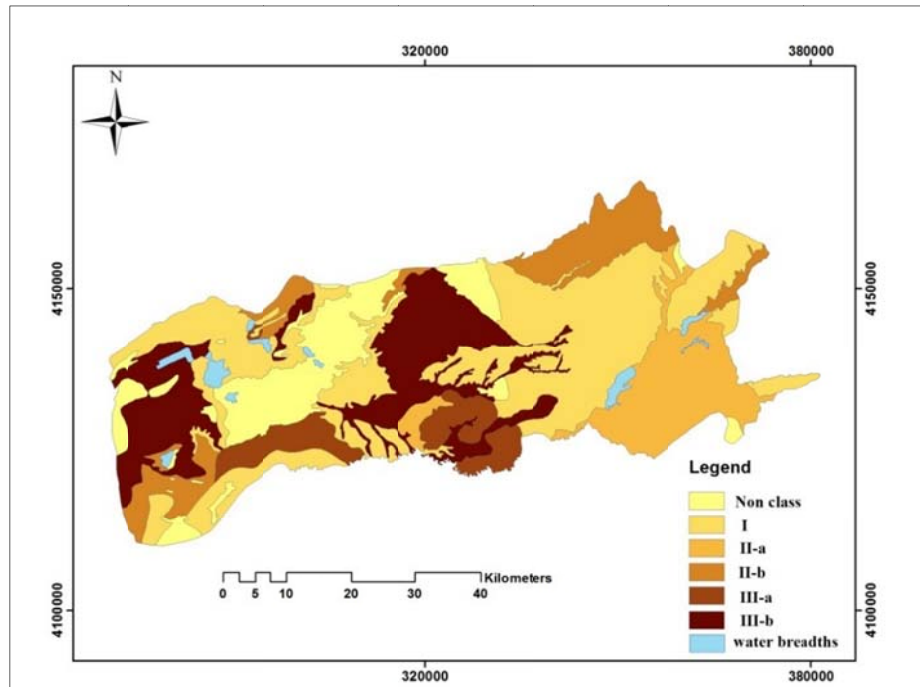 320000 380000
N
4150000 4150000
Legend
Non class
I
II-a
II-b
III-a
III-b
water breadths
Kilometers
0 5 10 20 30 40
4100000 4100000
320000 380000